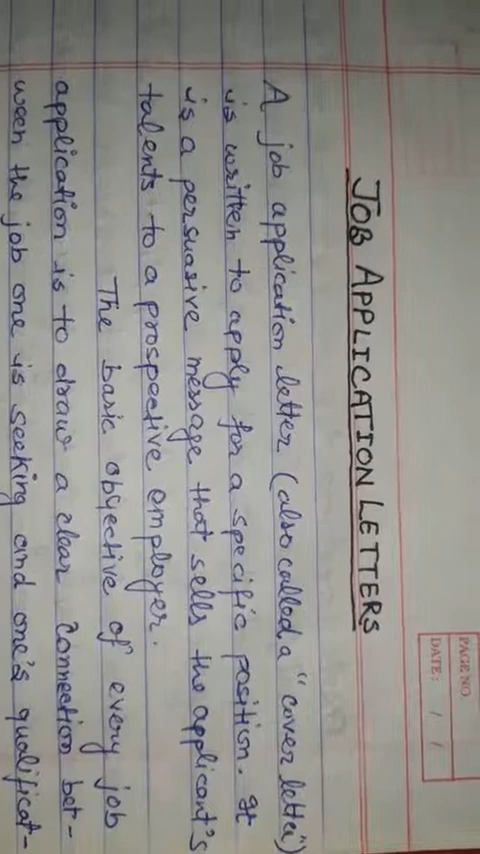 PAGE NO.
DATE: / /
JOB APPLICATION LETTERS
A job application letter (also called a "cover letter")
is written to apply for a specific position. It
is a persuasive message that sells the applicant's
talents to a prospective employer.
The basic objective of every job
application is to draw a clear connection bet-
ween the job one is seeking and one's qualificat-